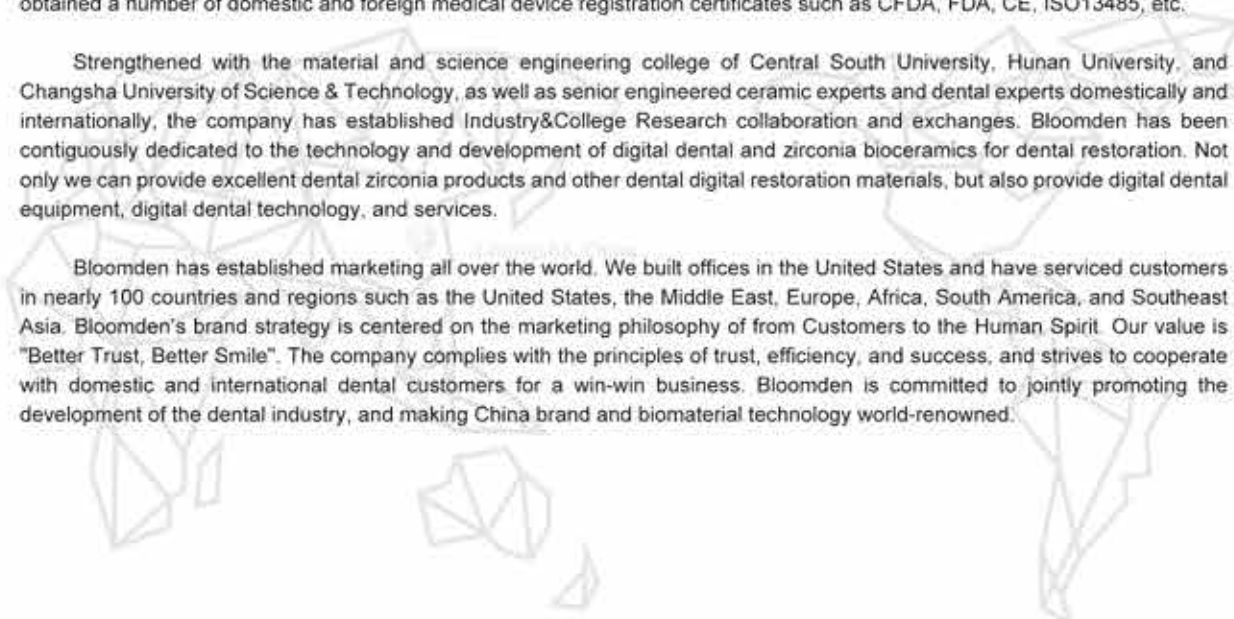 obtained a number of domestic and foreign medical device registration certificates such as CFDA, FDA, CE, ISO13485, etc.
Strengthened with the material and science engineering college of Central South University, Hunan University, and
Changsha University of Science & Technology, as well as senior engineered ceramic experts and dental experts domestically and
internationally, the company has established Industry&College Research collaboration and exchanges. Bloomden has been
contiguously dedicated to the technology and development of digital dental and zirconia bioceramics for dental restoration. Not
only we can provide excellent dental zirconia products and other dental digital restoration materials, but also provide digital dental
equipment, digital dental technology, and services.
Bloomden has established marketing all over the world. We built offices in the United States and have serviced customers
in nearly 100 countries and regions such as the United States, the Middle East, Europe, Africa, South America, and Southeast
Asia. Bloomden's brand strategy is centered on the marketing philosophy of from Customers to the Human Spirit. Our value is
"Better Trust, Better Smile". The company complies with the principles of trust, efficiency, and success, and strives to cooperate
with domestic and international dental customers for a win-win business. Bloomden is committed to jointly promoting the
development of the dental industry, and making China brand and biomaterial technology world-renowned.